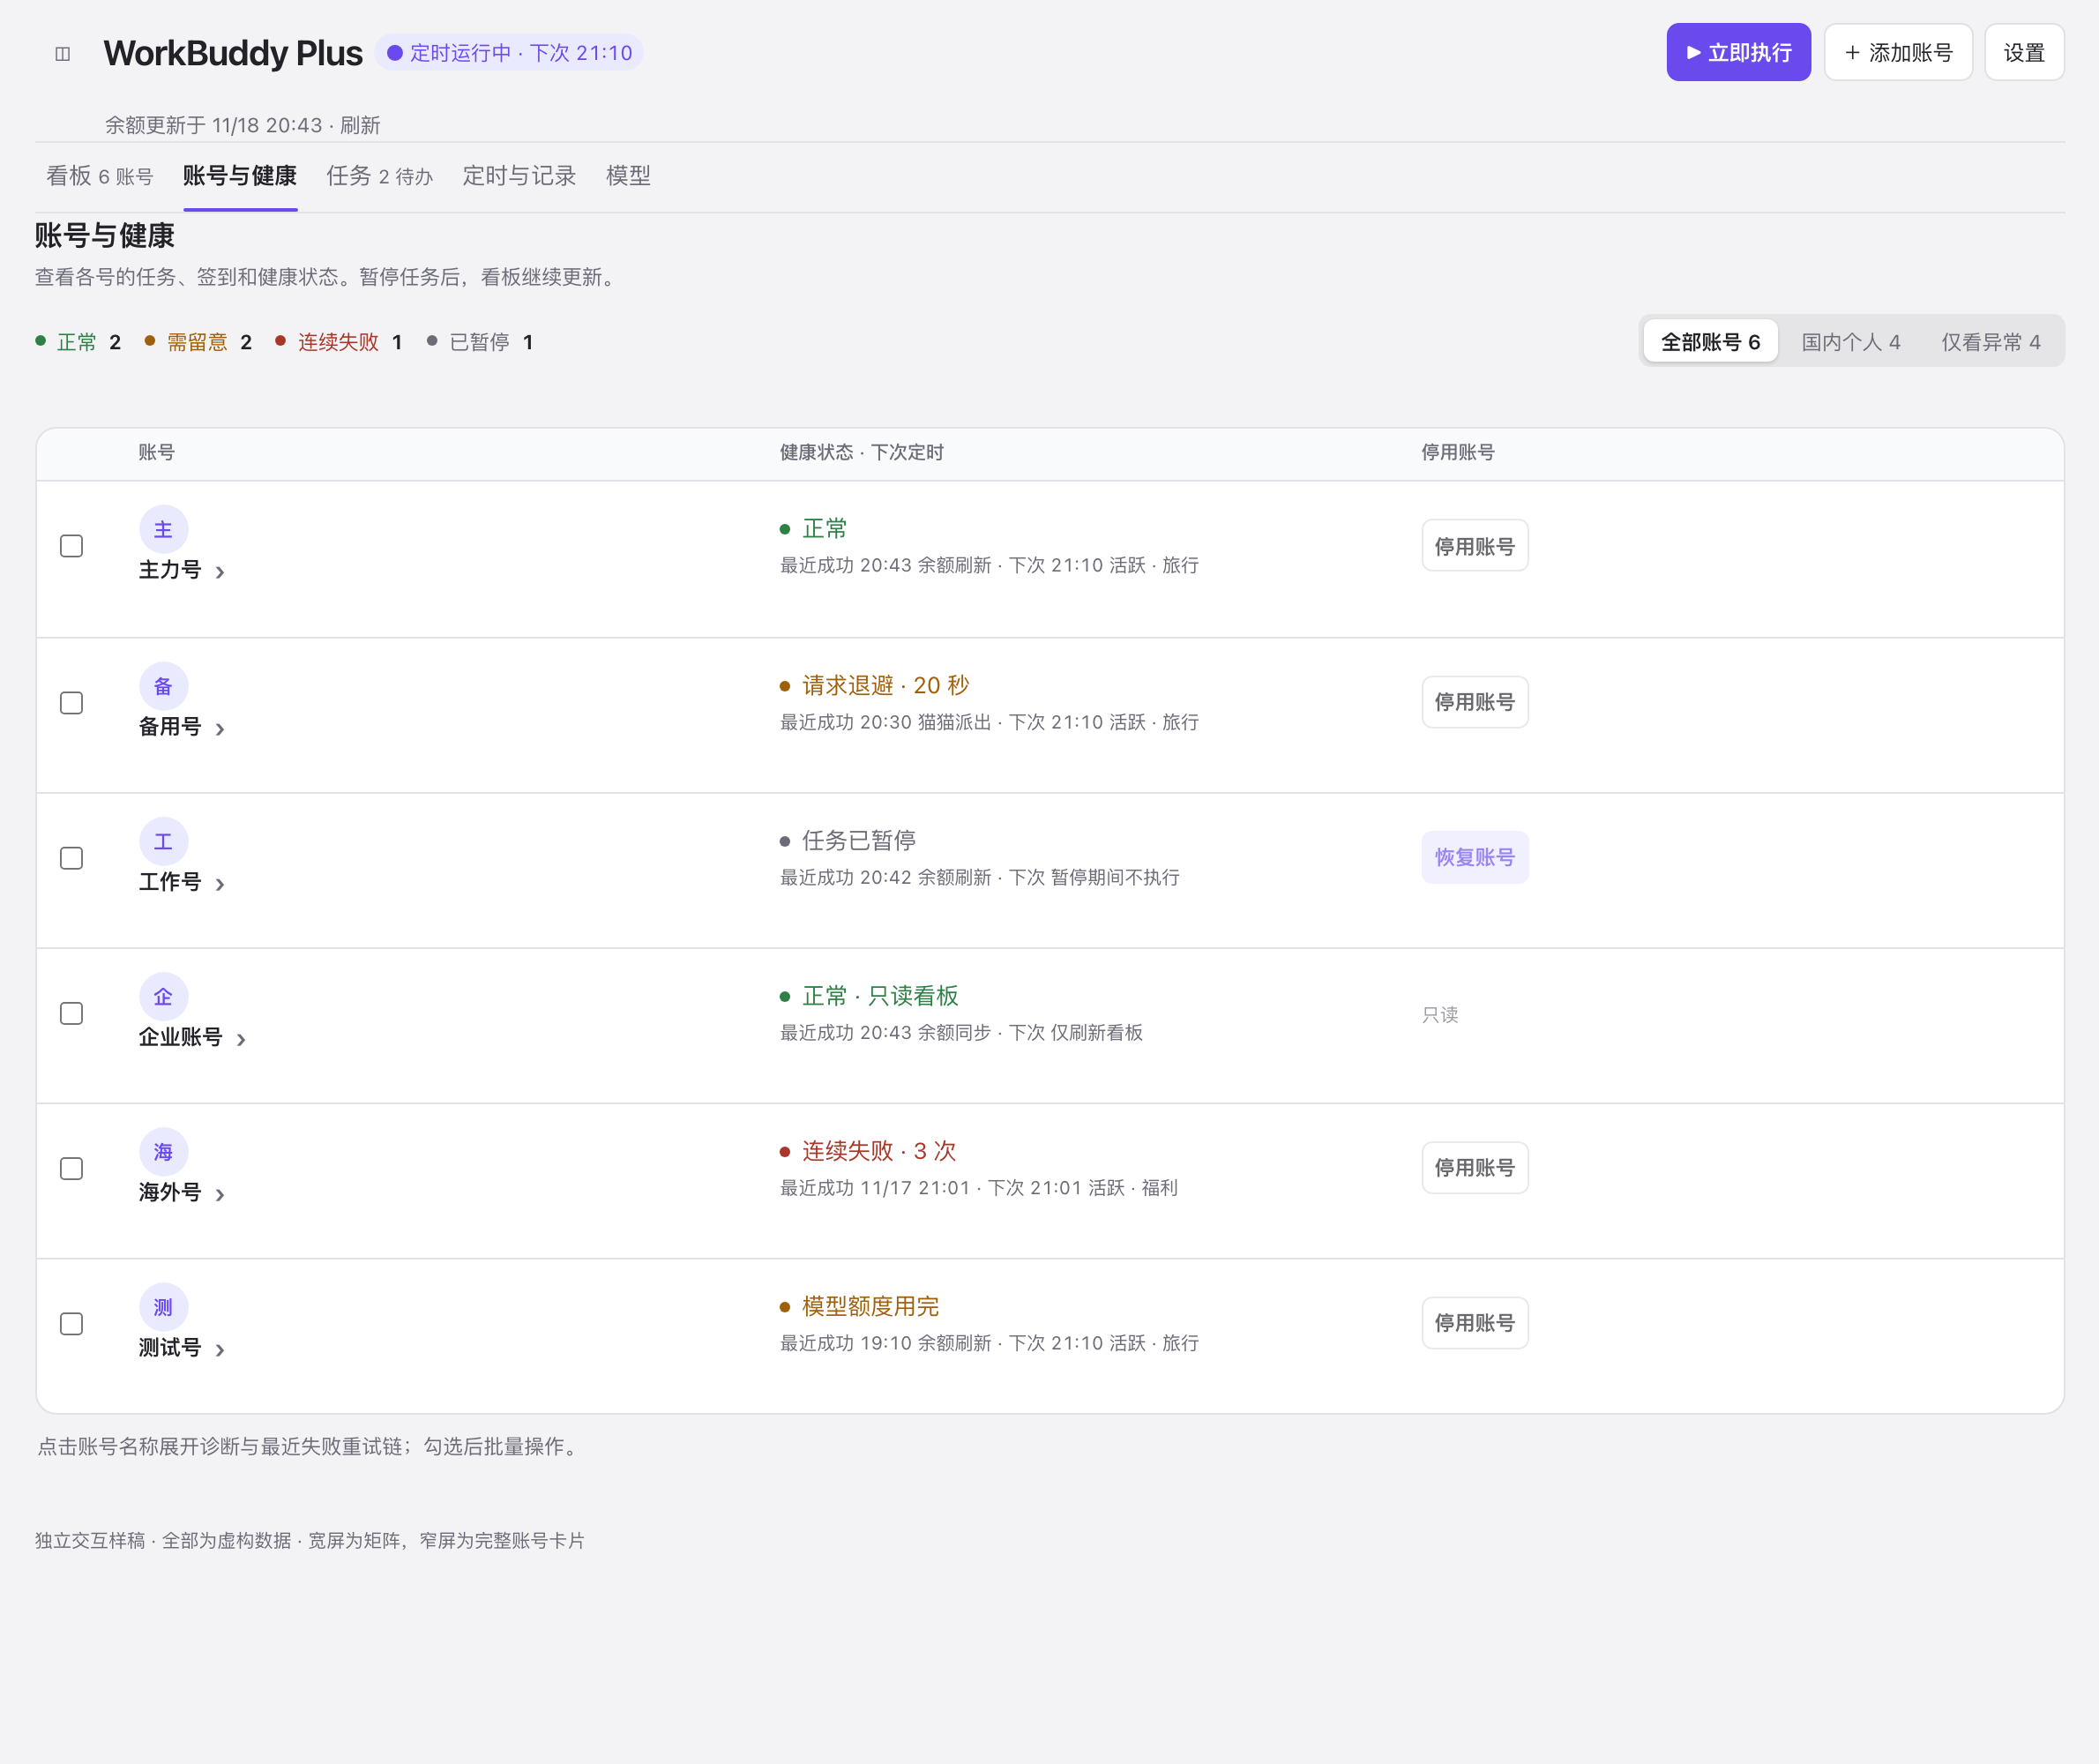 WorkBuddy Plus 定时运行中 · 下次 21:10 立即执行 + 添加账号 设置
余额更新于 11/18 20:43 · 刷新
看板 6 账号 账号与健康 任务 2 待办 定时与记录 模型
账号与健康
查看各号的任务、签到和健康状态。暂停任务后，看板继续更新。
正常 2 需留意 2 连续失败 1 已暂停 1 全部账号 6 国内个人 4 仅看异常 4
账号 健康状态 · 下次定时 停用账号
主
主力号 ›
正常
最近成功 20:43 余额刷新 · 下次 21:10 活跃 · 旅行
停用账号
备
备用号 ›
请求退避 · 20 秒
最近成功 20:30 猫猫派出 · 下次 21:10 活跃 · 旅行
停用账号
工
工作号 ›
任务已暂停
最近成功 20:42 余额刷新 · 下次 暂停期间不执行
恢复账号
企
企业账号 ›
正常 · 只读看板
最近成功 20:43 余额同步 · 下次 仅刷新看板
只读
海
海外号 ›
连续失败 · 3 次
最近成功 11/17 21:01 · 下次 21:01 活跃 · 福利
停用账号
测
测试号 ›
模型额度用完
最近成功 19:10 余额刷新 · 下次 21:10 活跃 · 旅行
停用账号
点击账号名称展开诊断与最近失败重试链；勾选后批量操作。
独立交互样稿 · 全部为虚构数据 · 宽屏为矩阵，窄屏为完整账号卡片